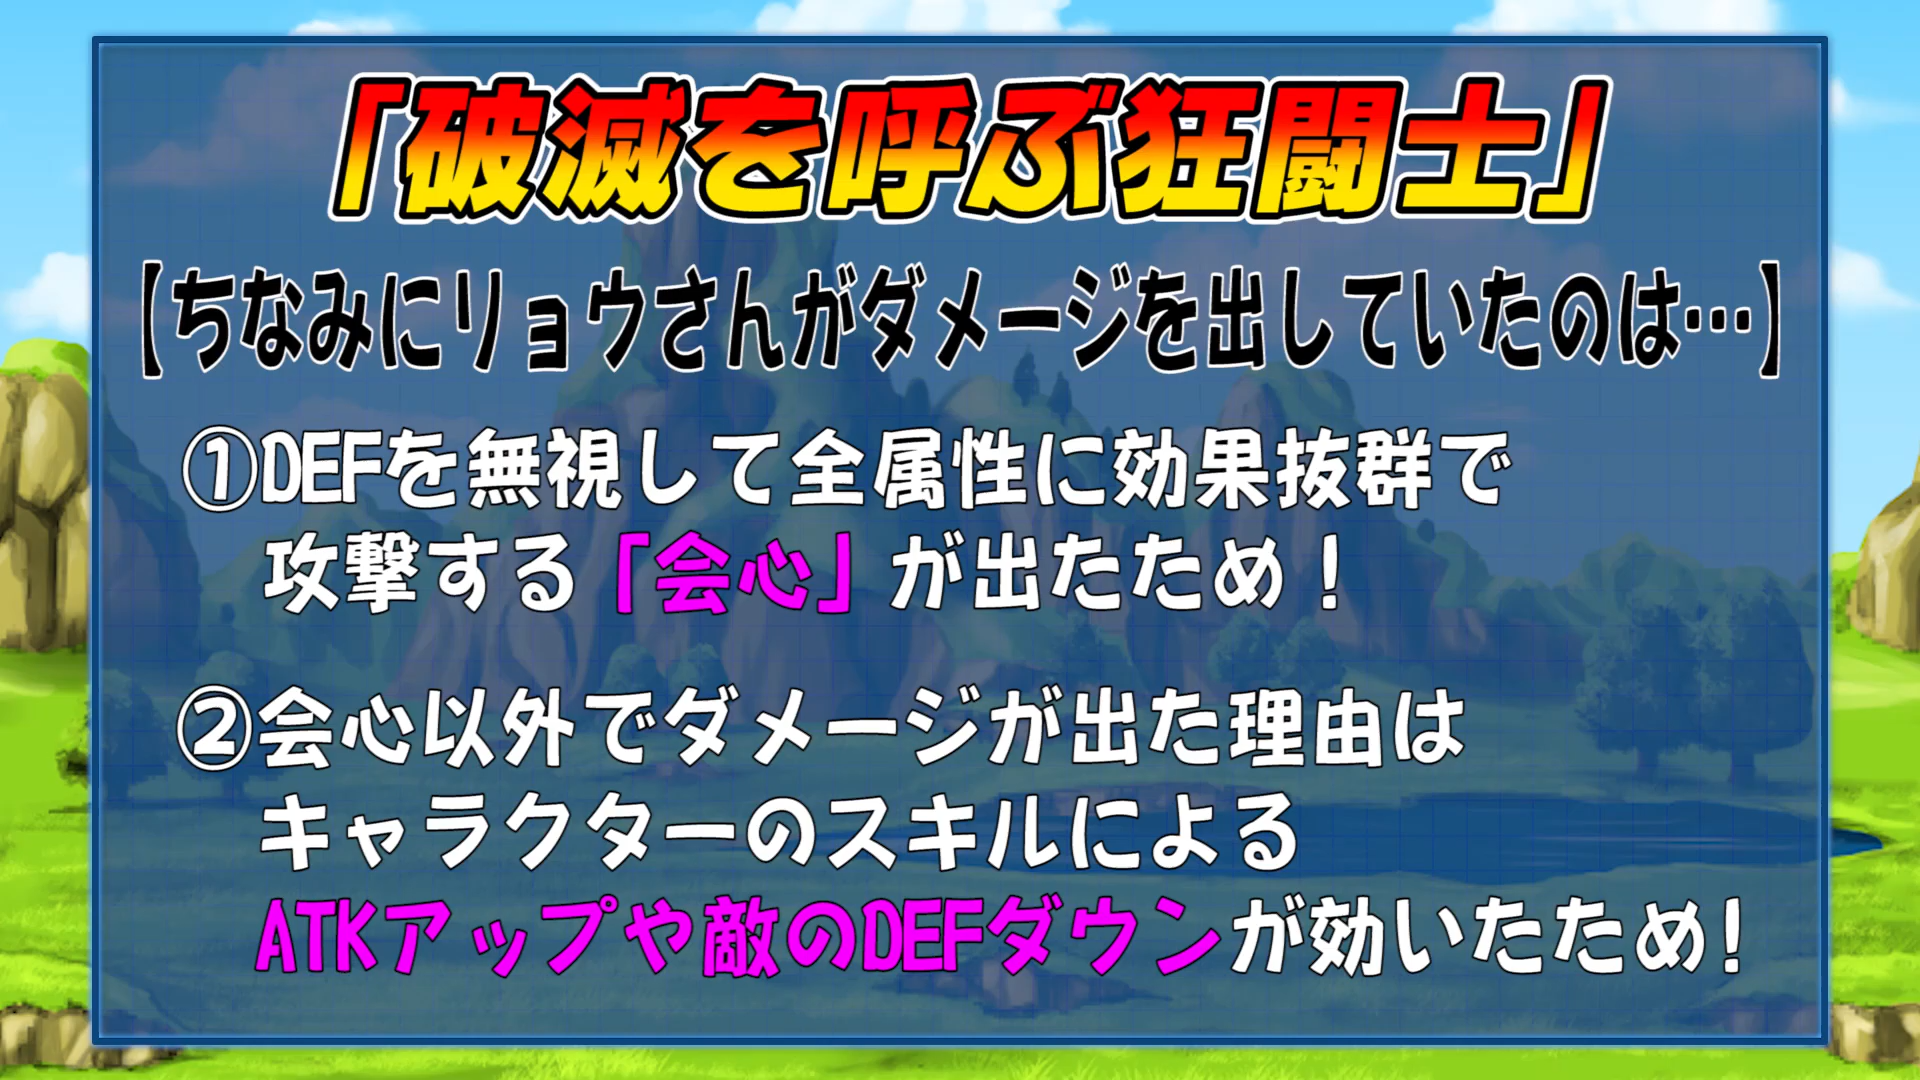 「破滅を呼ぶ狂闘士」
【ちなみにリョウさんがダメージを出していたのは…】
①DEFを無視して全属性に効果抜群で
攻撃する「会心」が出たため！
②会心以外でダメージが出た理由は
キャラクターのスキルによる
ATKアップや敵のDEFダウンが効いたため！